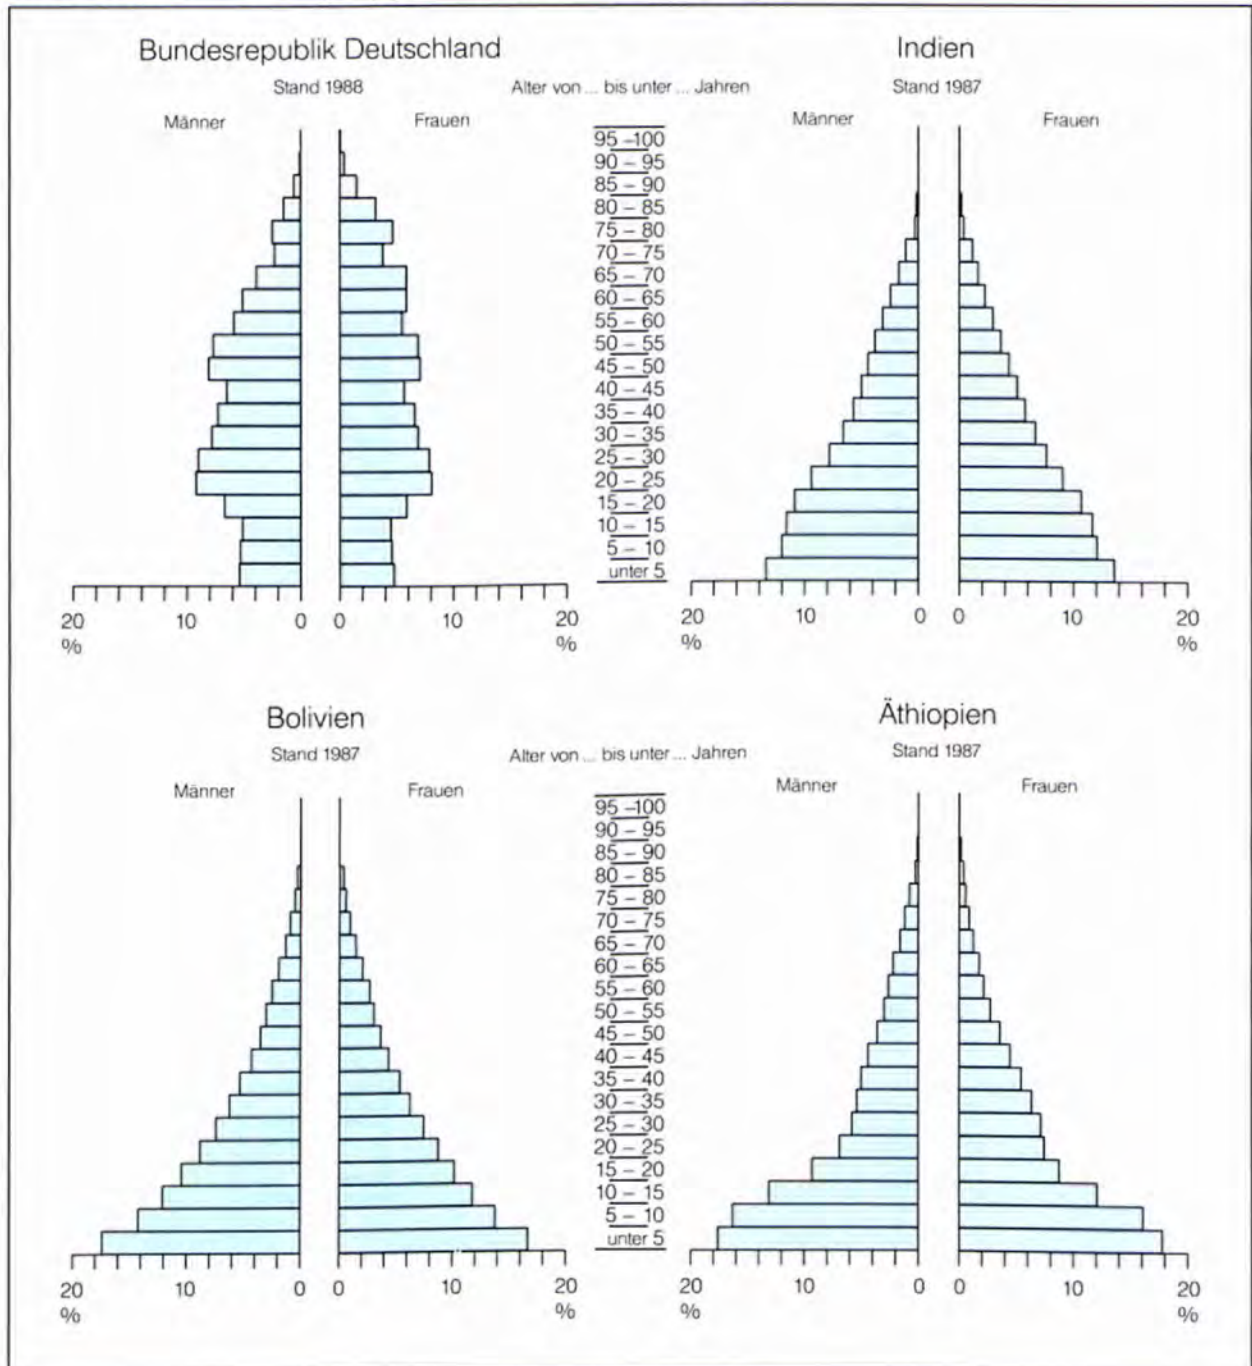 Bundesrepublik Deutschland
Stand 1988
Männer
Frauen
Alter von ... bis unter ... Jahren
95 – 100
90 – 95
85 – 90
80 – 85
75 – 80
70 – 75
65 – 70
60 – 65
55 – 60
50 – 55
45 – 50
40 – 45
35 – 40
30 – 35
25 – 30
20 – 25
15 – 20
10 – 15
5 – 10
unter 5
20 10 0 0 10 20
% %
Indien
Stand 1987
Männer
Frauen
20 10 0 0 10 20
% %
Bolivien
Stand 1987
Männer
Frauen
Alter von ... bis unter ... Jahren
95 – 100
90 – 95
85 – 90
80 – 85
75 – 80
70 – 75
65 – 70
60 – 65
55 – 60
50 – 55
45 – 50
40 – 45
35 – 40
30 – 35
25 – 30
20 – 25
15 – 20
10 – 15
5 – 10
unter 5
20 10 0 0 10 20
% %
Äthiopien
Stand 1987
Männer
Frauen
20 10 0 0 10 20
% %